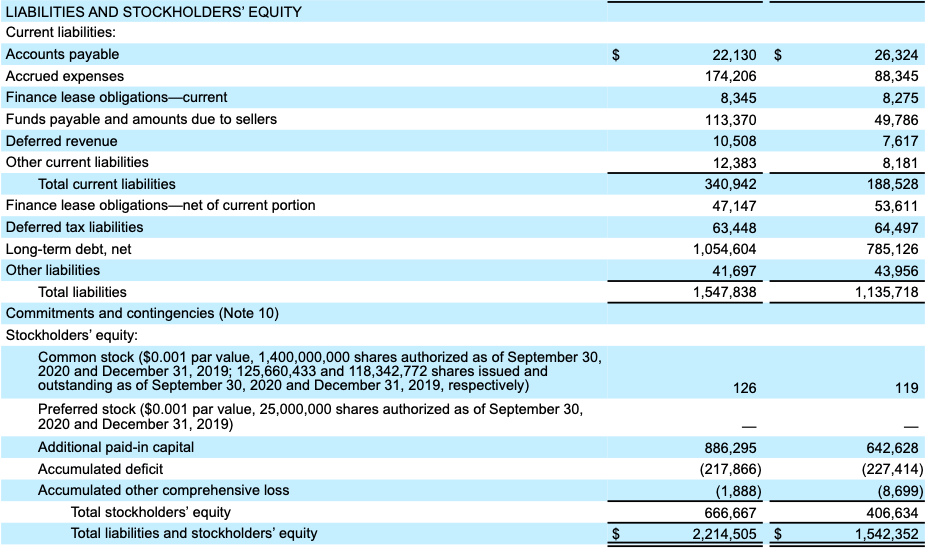 LIABILITIES AND STOCKHOLDERS’ EQUITY
Current liabilities:
Accounts payable $ 22,130 $ 26,324
Accrued expenses 174,206 88,345
Finance lease obligations—current 8,345 8,275
Funds payable and amounts due to sellers 113,370 49,786
Deferred revenue 10,508 7,617
Other current liabilities 12,383 8,181
Total current liabilities 340,942 188,528
Finance lease obligations—net of current portion 47,147 53,611
Deferred tax liabilities 63,448 64,497
Long-term debt, net 1,054,604 785,126
Other liabilities 41,697 43,956
Total liabilities 1,547,838 1,135,718
Commitments and contingencies (Note 10)
Stockholders’ equity:
Common stock ($0.001 par value, 1,400,000,000 shares authorized as of September 30,
2020 and December 31, 2019; 125,660,433 and 118,342,772 shares issued and
outstanding as of September 30, 2020 and December 31, 2019, respectively) 126 119
Preferred stock ($0.001 par value, 25,000,000 shares authorized as of September 30,
2020 and December 31, 2019) — —
Additional paid-in capital 886,295 642,628
Accumulated deficit (217,866) (227,414)
Accumulated other comprehensive loss (1,888) (8,699)
Total stockholders’ equity 666,667 406,634
Total liabilities and stockholders’ equity $ 2,214,505 $ 1,542,352